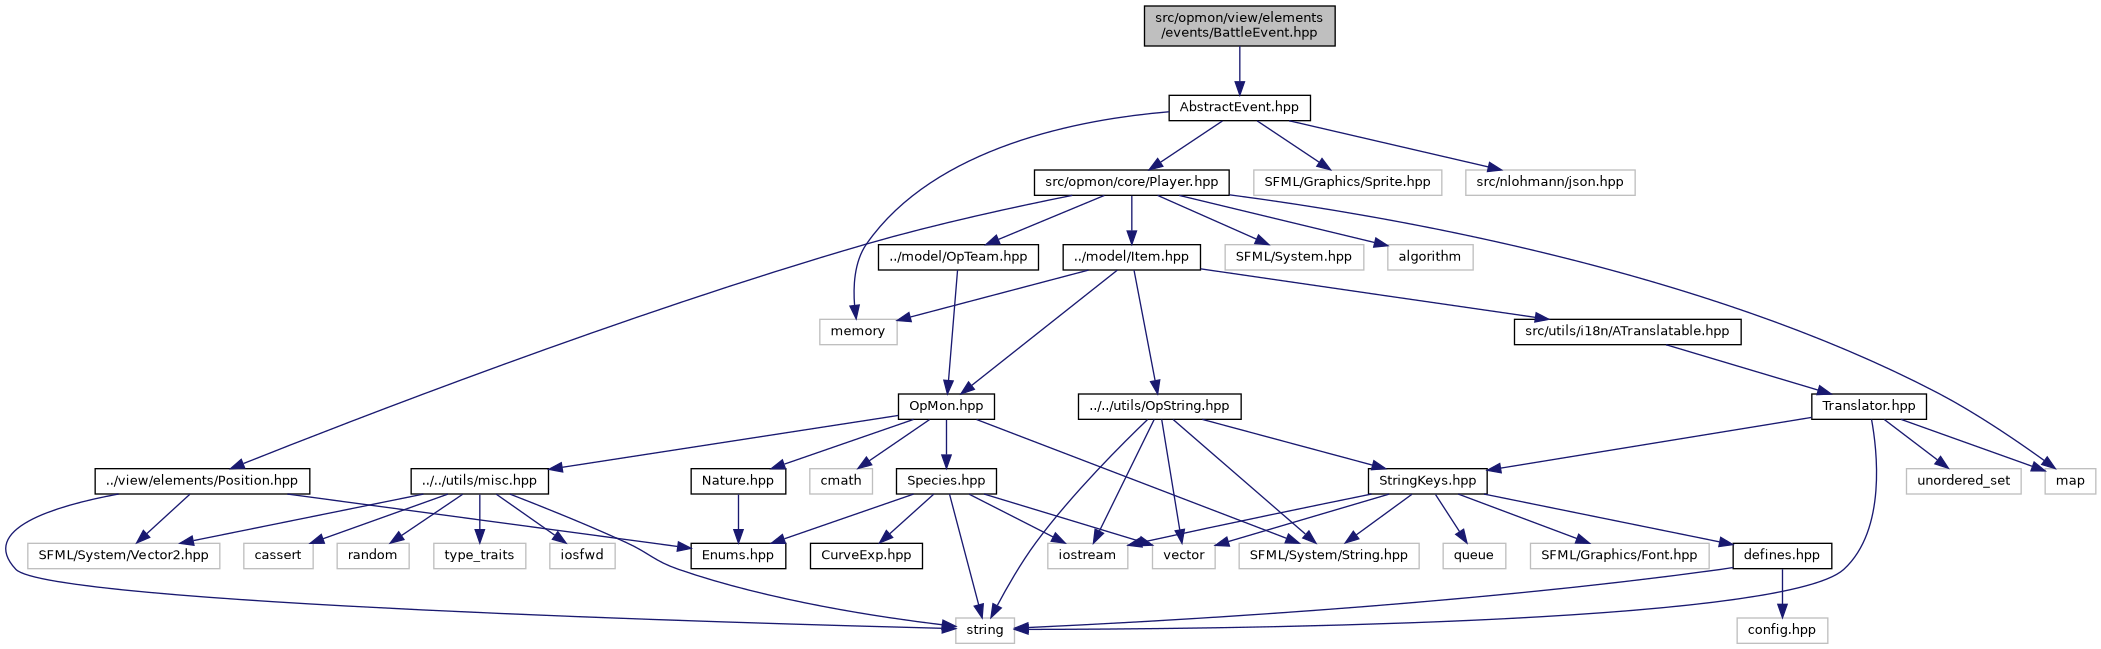 src/opmon/view/elements
/events/BattleEvent.hpp
AbstractEvent.hpp
src/opmon/core/Player.hpp
SFML/Graphics/Sprite.hpp
src/nlohmann/json.hpp
../model/OpTeam.hpp
../model/Item.hpp
SFML/System.hpp
algorithm
memory
src/utils/i18n/ATranslatable.hpp
OpMon.hpp
../../utils/OpString.hpp
Translator.hpp
../view/elements/Position.hpp
../../utils/misc.hpp
Nature.hpp
cmath
Species.hpp
StringKeys.hpp
unordered_set
map
SFML/System/Vector2.hpp
cassert
random
type_traits
iosfwd
Enums.hpp
CurveExp.hpp
iostream
vector
SFML/System/String.hpp
queue
SFML/Graphics/Font.hpp
defines.hpp
string
config.hpp